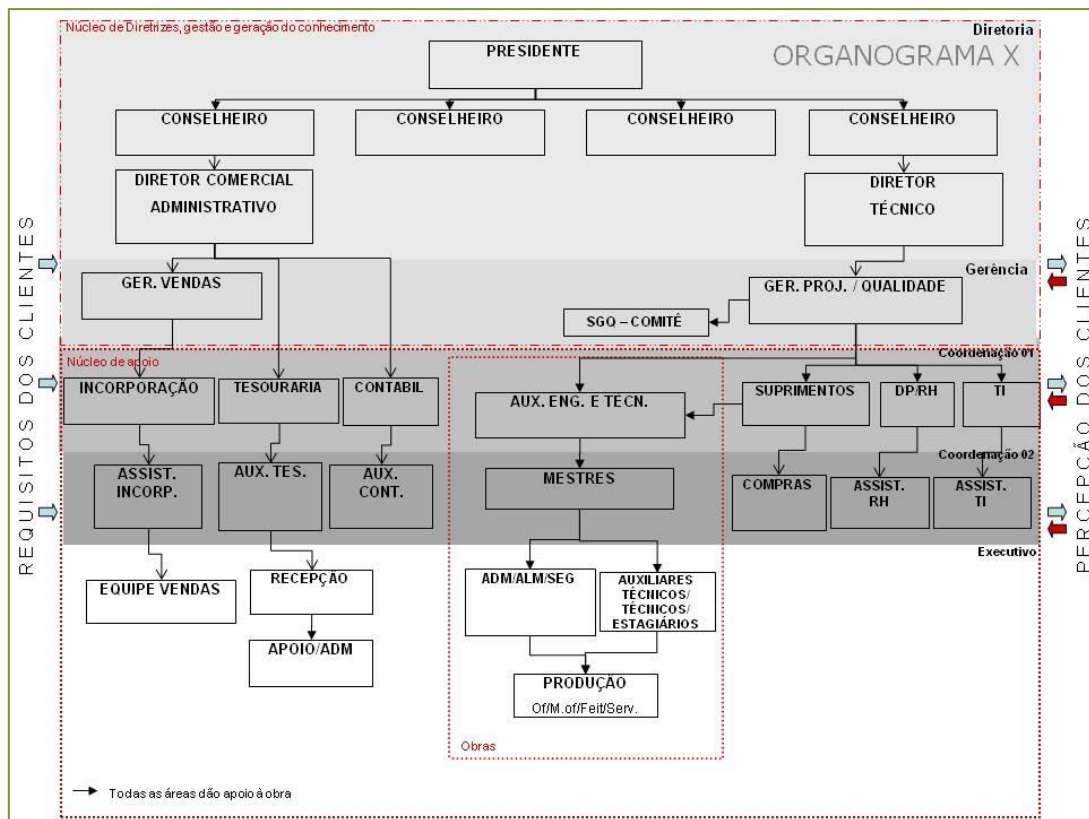 Núcleo de Diretrizes, gestão e geração do conhecimento
Diretoria
ORGANOGRAMA X
PRESIDENTE
CONSELHEIRO
CONSELHEIRO
CONSELHEIRO
CONSELHEIRO
DIRETOR COMERCIAL
ADMINISTRATIVO
DIRETOR
TÉCNICO
Gerência
GER. VENDAS
GER. PROJ. / QUALIDADE
SGQ – COMITÊ
Núcleo de apoio
Coordenação 01
INCORPORAÇÃO
TESOURARIA
CONTABIL
AUX. ENG. E TÉCN.
SUPRIMENTOS
DP/RH
TI
Coordenação 02
ASSIST.
INCORP.
AUX. TES.
AUX.
CONT.
MESTRES
COMPRAS
ASSIST.
RH
ASSIST.
TI
Executivo
EQUIPE VENDAS
RECEPÇÃO
ADM/ALM/SEG
AUXILIARES
TÉCNICOS/
TÉCNICOS/
ESTAGIÁRIOS
APOIO/ADM
PRODUÇÃO
Of/M.of/Feit/Serv.
Obras
Todas as áreas dão apoio à obra
REQUISITOS DOS CLIENTES
PERCEPÇÃO DOS CLIENTES